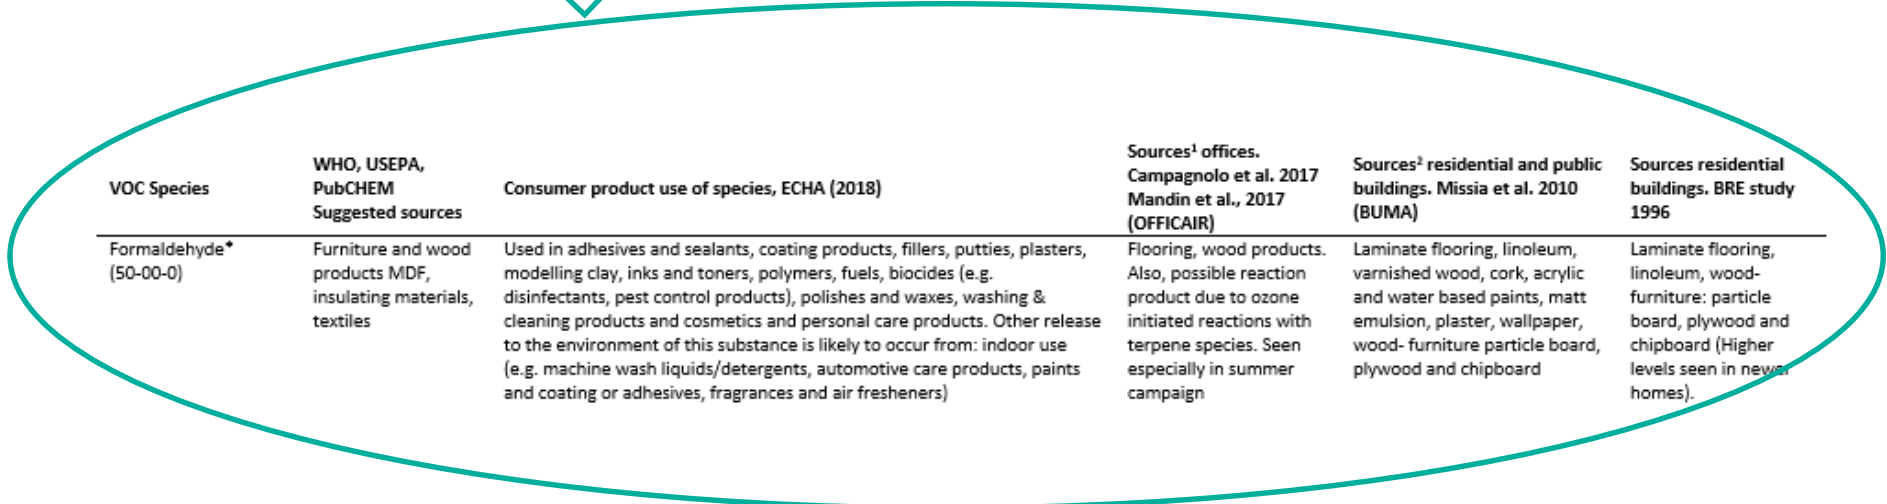 VOC Species
WHO, USEPA,
PubCHEM
Suggested sources
Consumer product use of species, ECHA (2018)
Sources¹ offices.
Campagnolo et al. 2017
Mandin et al., 2017
(OFFICAIR)
Sources² residential and public
buildings. Missia et al. 2010
(BUMA)
Sources residential
buildings. BRE study
1996
Formaldehyde*
(50-00-0)
Furniture and wood
products MDF,
insulating materials,
textiles
Used in adhesives and sealants, coating products, fillers, putties, plasters,
modelling clay, inks and toners, polymers, fuels, biocides (e.g.
disinfectants, pest control products), polishes and waxes, washing &
cleaning products and cosmetics and personal care products. Other release
to the environment of this substance is likely to occur from: indoor use
(e.g. machine wash liquids/detergents, automotive care products, paints
and coating or adhesives, fragrances and air fresheners)
Flooring, wood products.
Also, possible reaction
product due to ozone
initiated reactions with
terpene species. Seen
especially in summer
campaign
Laminate flooring, linoleum,
varnished wood, cork, acrylic
and water based paints, matt
emulsion, plaster, wallpaper,
wood- furniture particle board,
plywood and chipboard
Laminate flooring,
linoleum, wood-
furniture: particle
board, plywood and
chipboard (Higher
levels seen in newer
homes).